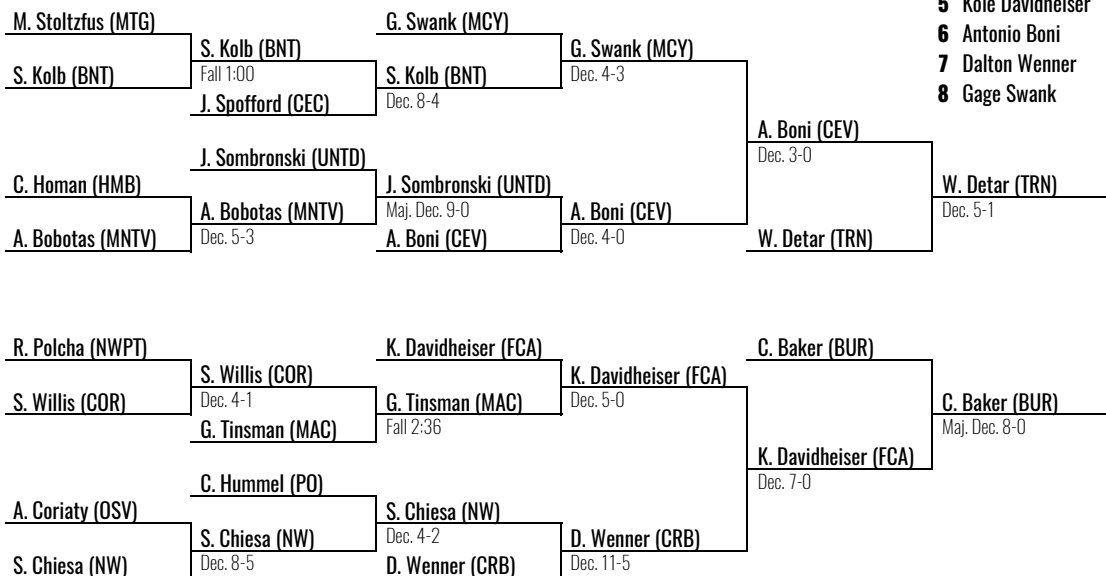 5 Kole Davidheiser
6 Antonio Boni
7 Dalton Wenner
8 Gage Swank
M. Stoltzfus (MTG)
S. Kolb (BNT)
S. Kolb (BNT)
Fall 1:00
J. Spofford (CEC)
G. Swank (MCY)
S. Kolb (BNT)
Dec. 8-4
G. Swank (MCY)
Dec. 4-3
J. Sombronski (UNTD)
C. Homan (HMB)
A. Bobotas (MNTV)
A. Bobotas (MNTV)
Dec. 5-3
J. Sombronski (UNTD)
Maj. Dec. 9-0
A. Boni (CEV)
A. Boni (CEV)
Dec. 4-0
A. Boni (CEV)
Dec. 3-0
W. Detar (TRN)
W. Detar (TRN)
Dec. 5-1
R. Polcha (NWPT)
S. Willis (COR)
S. Willis (COR)
Dec. 4-1
G. Tinsman (MAC)
K. Davidheiser (FCA)
G. Tinsman (MAC)
Fall 2:36
K. Davidheiser (FCA)
Dec. 5-0
C. Hummel (PO)
A. Coriaty (OSV)
S. Chiesa (NW)
S. Chiesa (NW)
Dec. 8-5
S. Chiesa (NW)
Dec. 4-2
D. Wenner (CRB)
D. Wenner (CRB)
Dec. 11-5
C. Baker (BUR)
K. Davidheiser (FCA)
Dec. 7-0
C. Baker (BUR)
Maj. Dec. 8-0